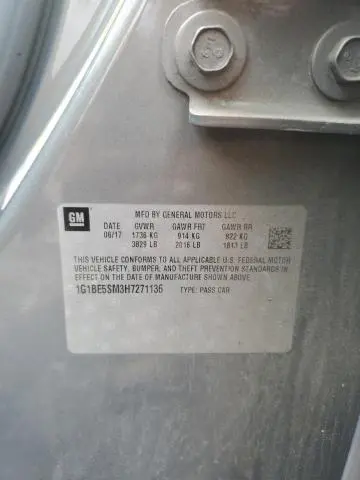 GM
MFD BY GENERAL MOTORS LLC
DATE GVWR GAWR FRT GAWR RR
06/17 1736 KG 914 KG 822 KG
3829 LB 2016 LB 1813 LB
THIS VEHICLE CONFORMS TO ALL APPLICABLE U.S. FEDERAL MOTOR
VEHICLE SAFETY, BUMPER, AND THEFT PREVENTION STANDARDS IN
EFFECT ON THE DATE OF MANUFACTURE SHOWN ABOVE.
1G1BE5SM3H7271136 TYPE: PASS CAR